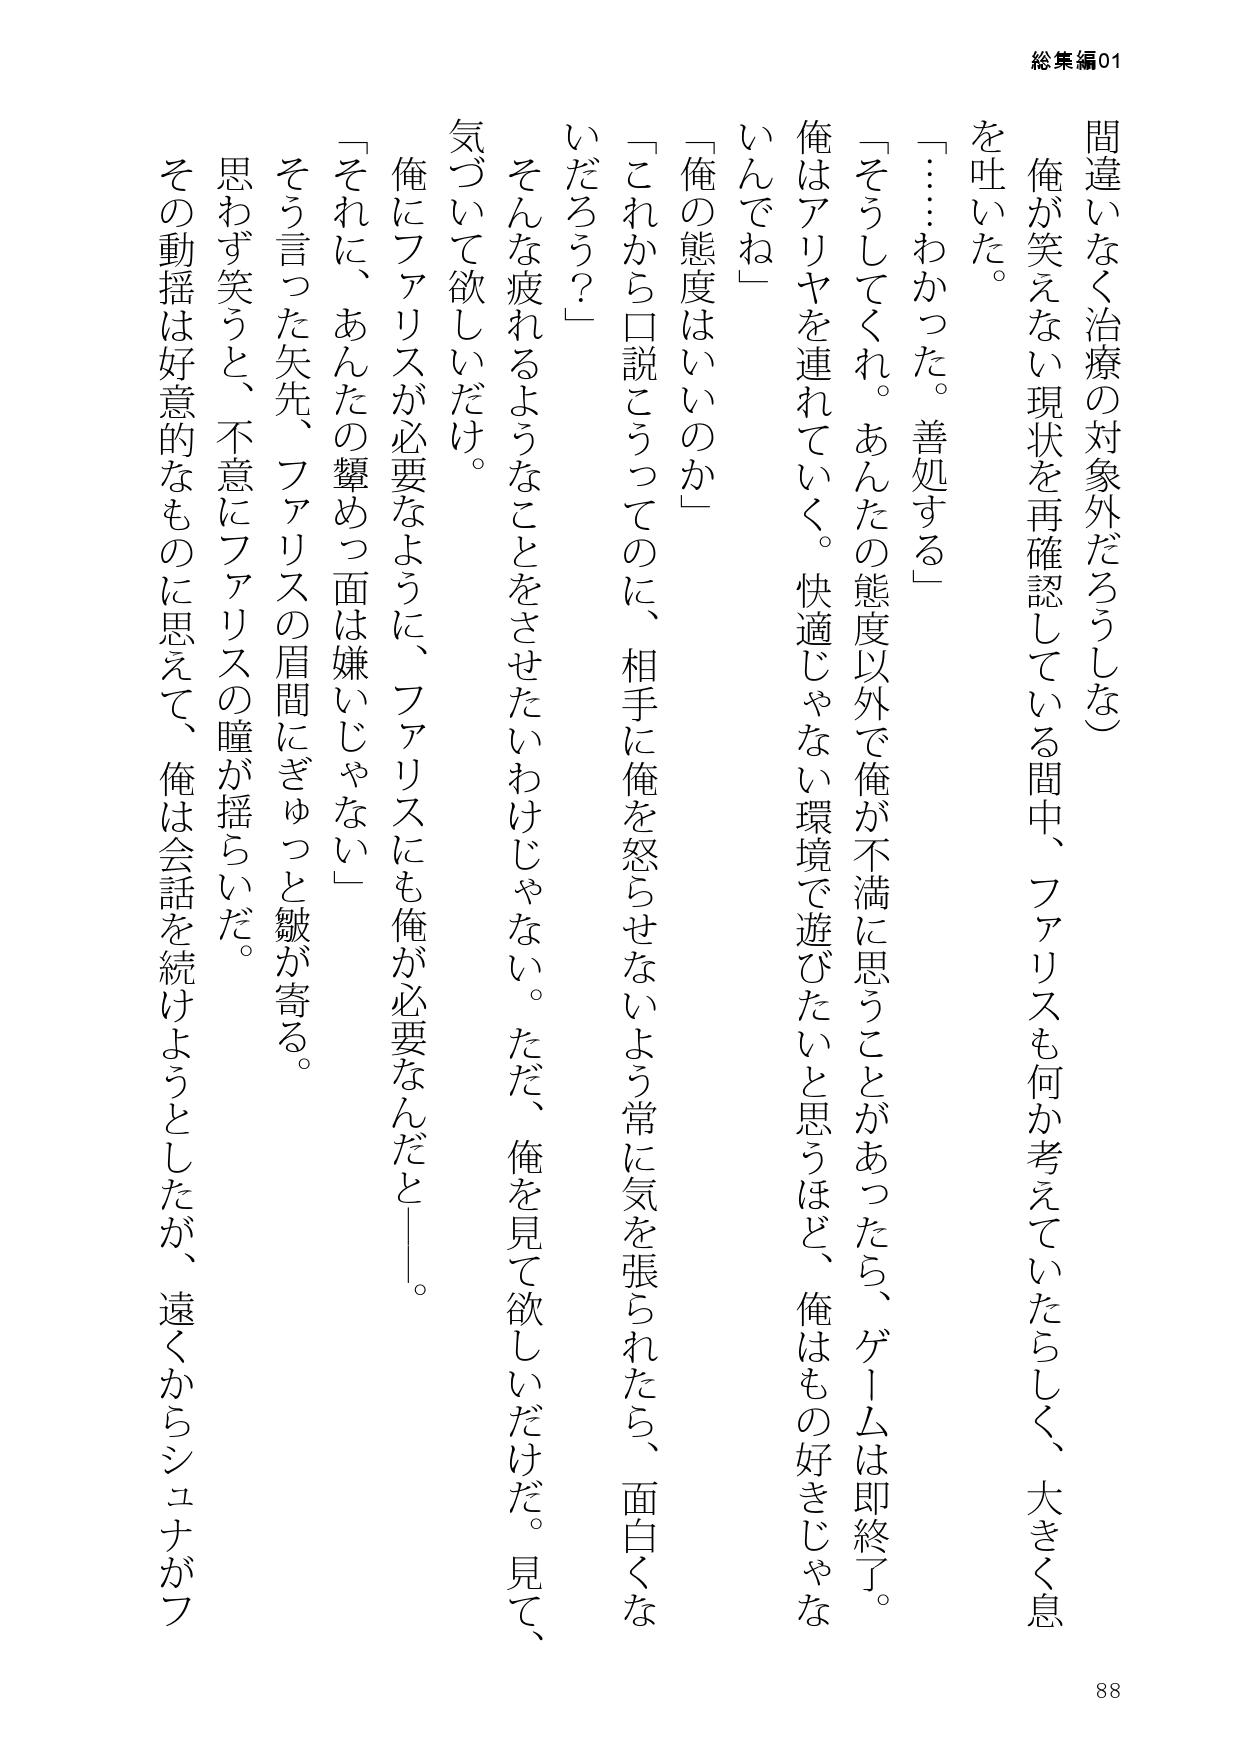 総集編01
間違いなく治療の対象外だろうしな）
　俺が笑えない現状を再確認している間中、ファリスも何か考えていたらしく、大きく息
を吐いた。
「……わかった。善処する」
「そうしてくれ。あんたの態度以外で俺が不満に思うことがあったら、ゲームは即終了。
俺はアリヤを連れていく。快適じゃない環境で遊びたいと思うほど、俺はもの好きじゃな
いんでね」
「俺の態度はいいのか」
「これから口説こうってのに、相手に俺を怒らせないよう常に気を張られたら、面白くな
いだろう？」
　そんな疲れるようなことをさせたいわけじゃない。ただ、俺を見て欲しいだけだ。見て、
気づいて欲しいだけ。
　俺にファリスが必要なように、ファリスにも俺が必要なんだと――。
「それに、あんたの顰めっ面は嫌いじゃない」
　そう言った矢先、ファリスの眉間にぎゅっと皺が寄る。
　思わず笑うと、不意にファリスの瞳が揺らいだ。
　その動揺は好意的なものに思えて、俺は会話を続けようとしたが、遠くからシュナがフ
88